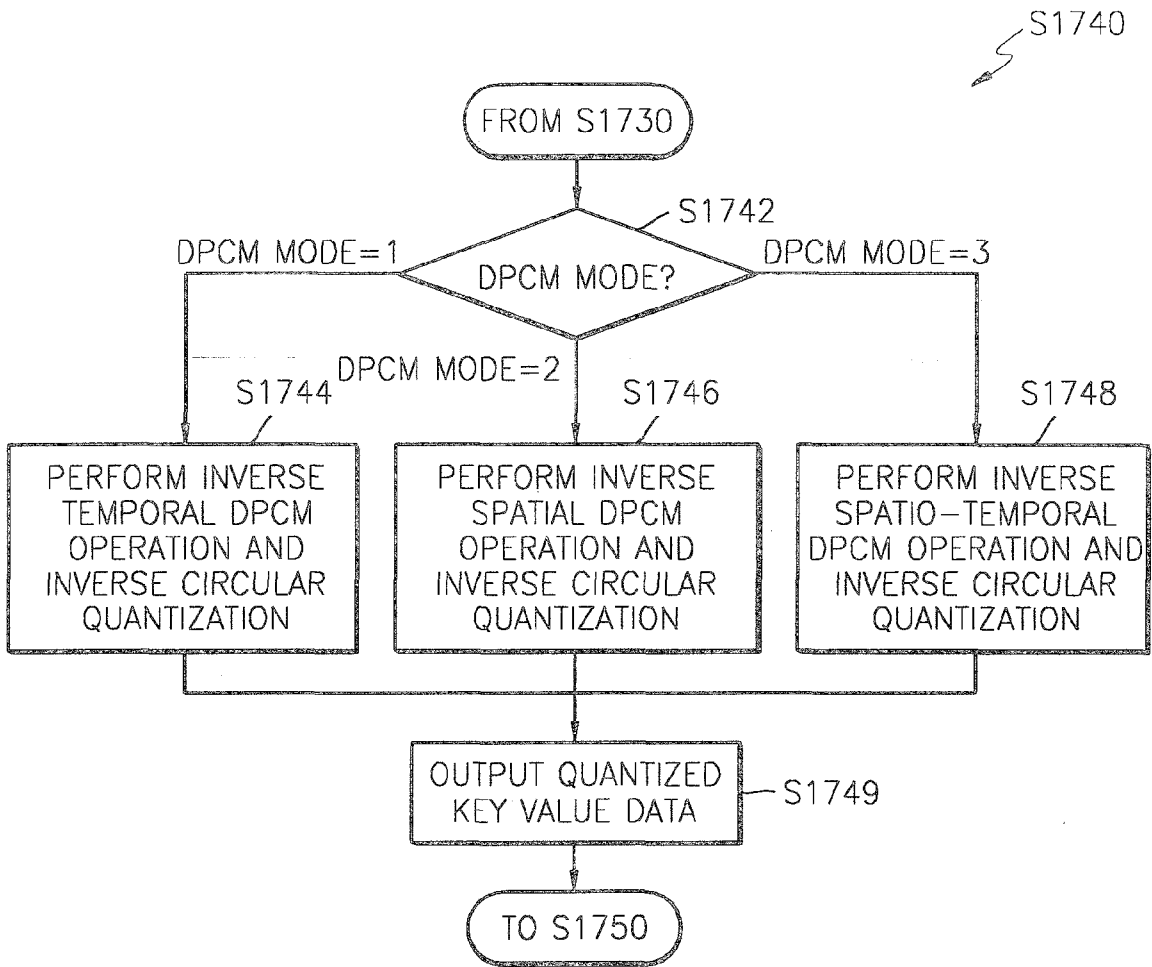 S1740
FROM S1730
S1742
DPCM MODE=1
DPCM MODE?
DPCM MODE=3
DPCM MODE=2
S1744
S1746
S1748
PERFORM INVERSE
TEMPORAL DPCM
OPERATION AND
INVERSE CIRCULAR
QUANTIZATION
PERFORM INVERSE
SPATIAL DPCM
OPERATION AND
INVERSE CIRCULAR
QUANTIZATION
PERFORM INVERSE
SPATIO-TEMPORAL
DPCM OPERATION AND
INVERSE CIRCULAR
QUANTIZATION
OUTPUT QUANTIZED
KEY VALUE DATA
S1749
TO S1750